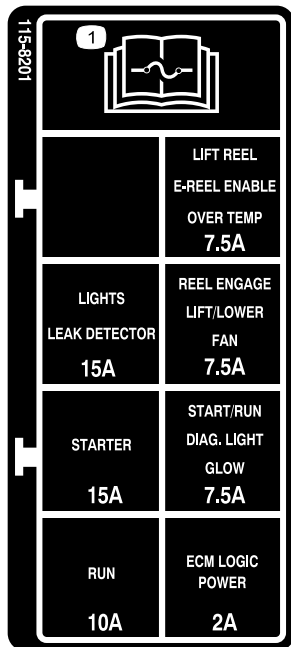 115-8201
1
LIFT REEL
E-REEL ENABLE
OVER TEMP
7.5A
LIGHTS
LEAK DETECTOR
15A
REEL ENGAGE
LIFT/LOWER
FAN
7.5A
STARTER
15A
START/RUN
DIAG. LIGHT
GLOW
7.5A
RUN
10A
ECM LOGIC
POWER
2A